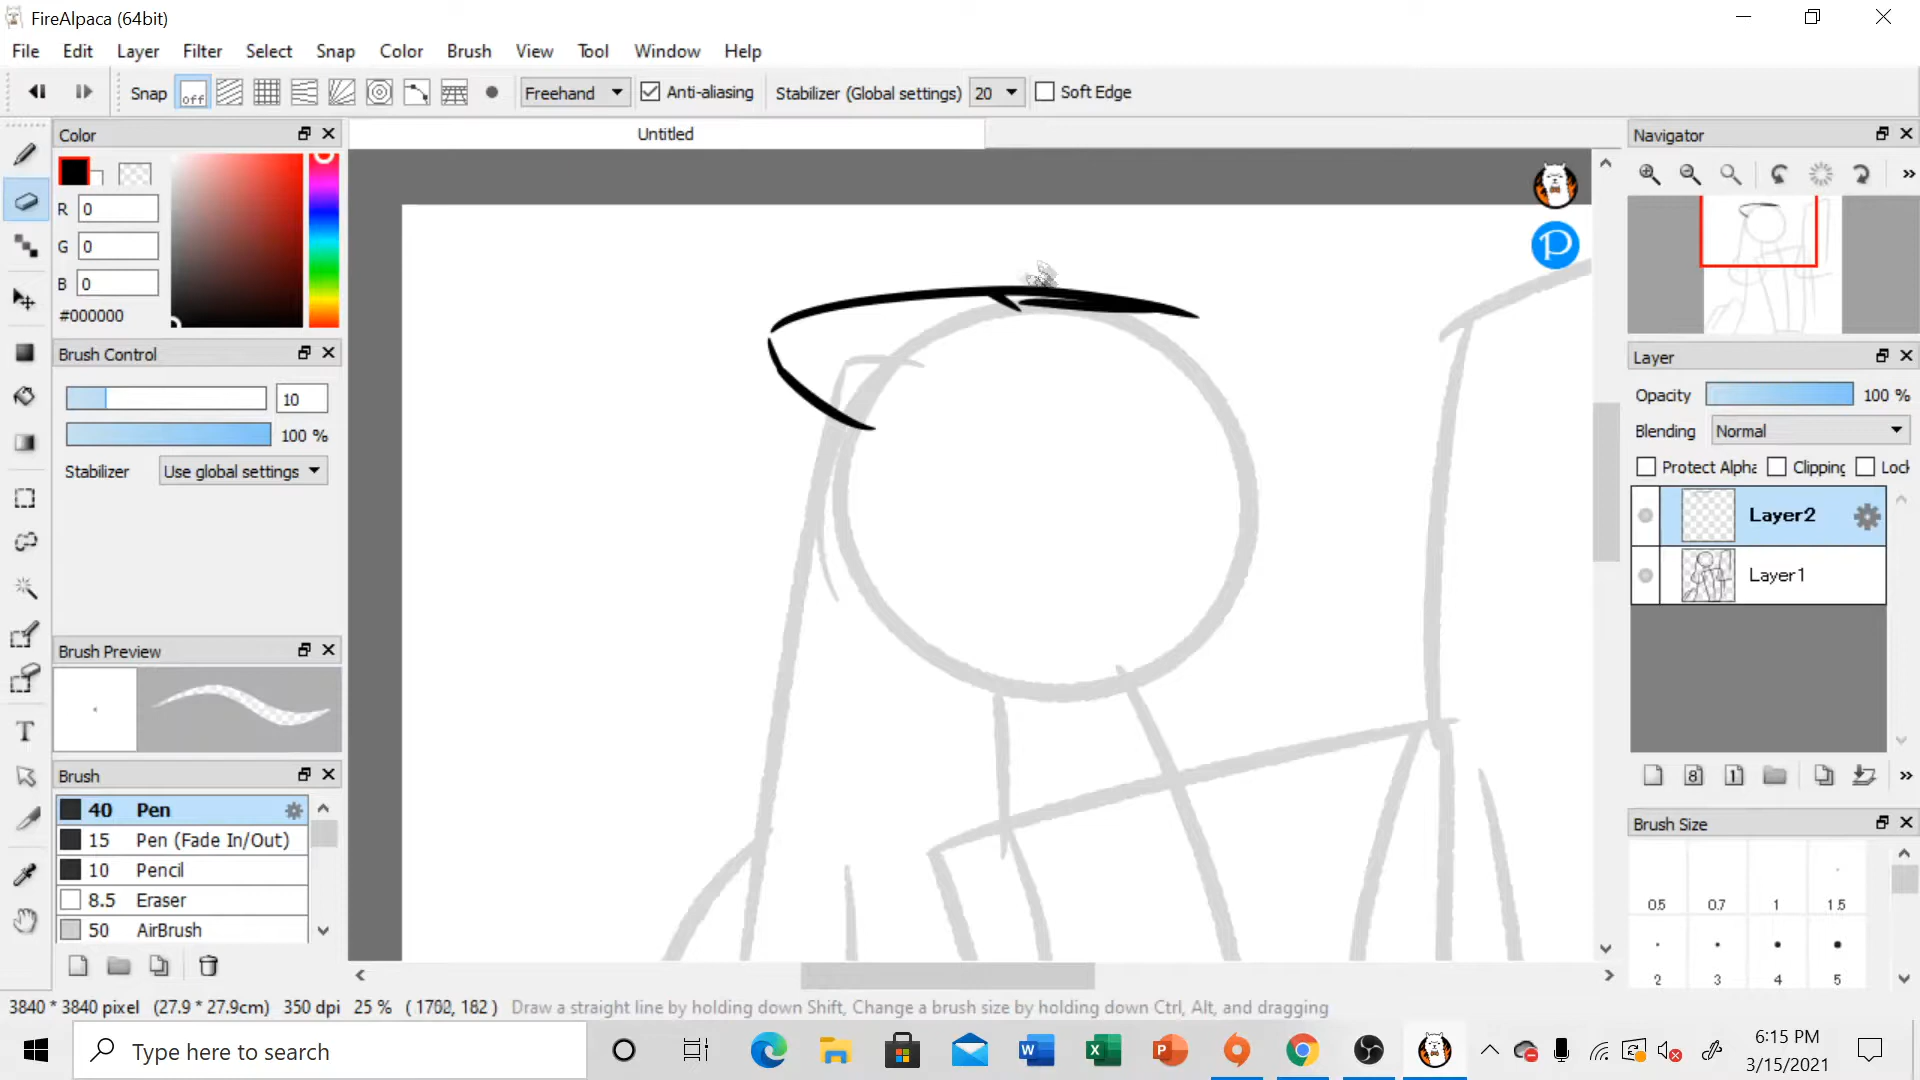 FireAlpaca (64bit)
File Edit Layer Filter Select Snap Color Brush View Tool Window Help
Snap off Freehand Anti-aliasing Stabilizer (Global settings) 20 Soft Edge
Color
Untitled
Navigator
R 0
G 0
B 0
#000000
Brush Control
10
100 %
Stabilizer Use global settings
Layer
Opacity 100 %
Blending Normal
Protect Alpha Clipping Lock
Layer2
Layer1
Brush Preview
Brush
40 Pen
15 Pen (Fade In/Out)
10 Pencil
8.5 Eraser
50 AirBrush
T
8 1
Brush Size
0.5 0.7 1 1.5
2 3 4 5
3840 * 3840 pixel (27.9 * 27.9cm) 350 dpi 25 % Draw a straight line by holding down Shift, Change a brush size by holding down Ctrl, Alt, and dragging
Type here to search
6:15 PM
3/15/2021